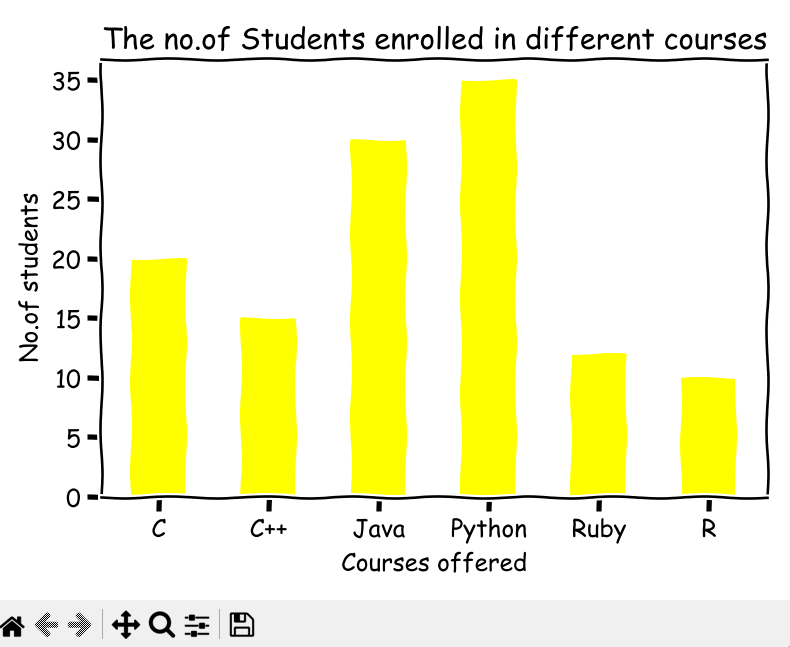 The no.of Students enrolled in different courses
35
30
25
20
15
10
5
0
No.of students
C C++ Java Python Ruby R
Courses offered